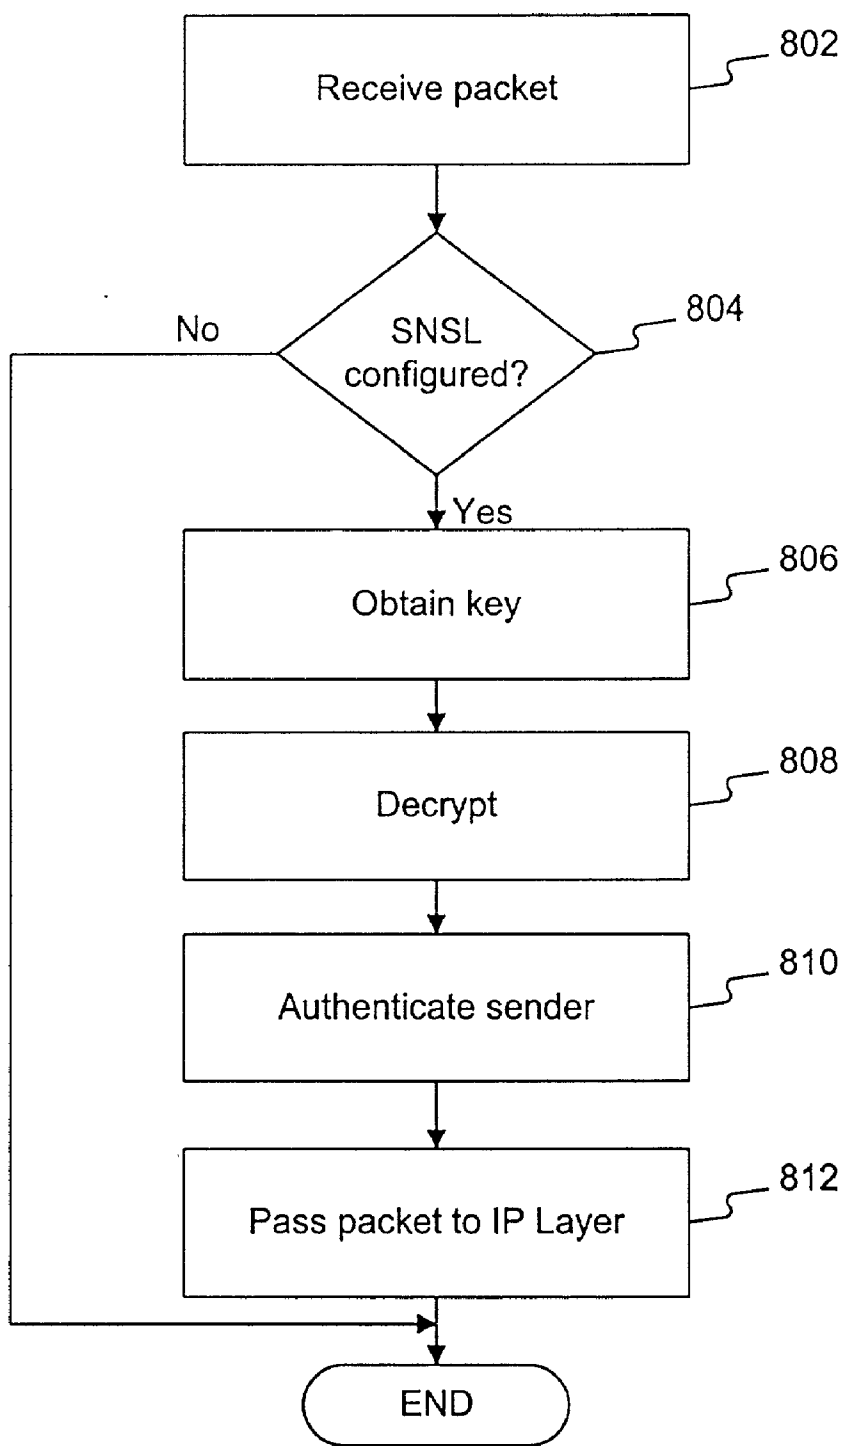 Receive packet
802
SNSL
configured?
804
No
Yes
Obtain key
806
Decrypt
808
Authenticate sender
810
Pass packet to IP Layer
812
END